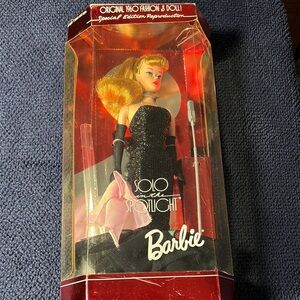 ORIGINAL 1960 FASHION & DOLL!
Special Edition Reproduction
SOLO
in the
SPOTLIGHT
Barbie